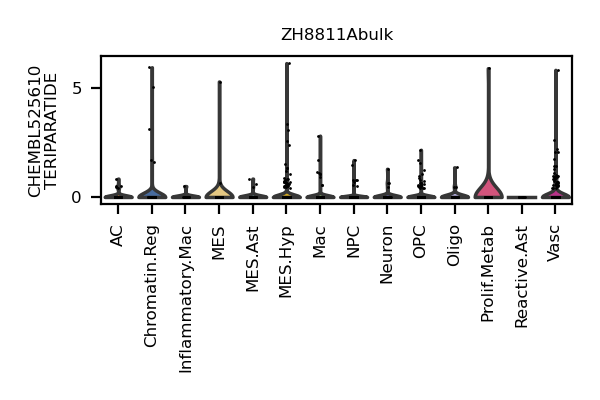 ZH8811Abulk
CHEMBL525610
TERIPARATIDE
5
0
AC
Chromatin.Reg
Inflammatory.Mac
MES
MES.Ast
MES.Hyp
Mac
NPC
Neuron
OPC
Oligo
Prolif.Metab
Reactive.Ast
Vasc